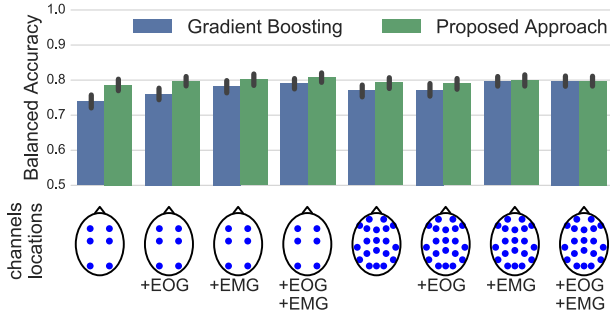 1.0
Gradient Boosting
Proposed Approach
0.9
0.8
0.7
0.6
0.5
Balanced Accuracy
channels
locations
+EOG
+EMG
+EOG
+EMG
+EOG
+EMG
+EOG
+EMG